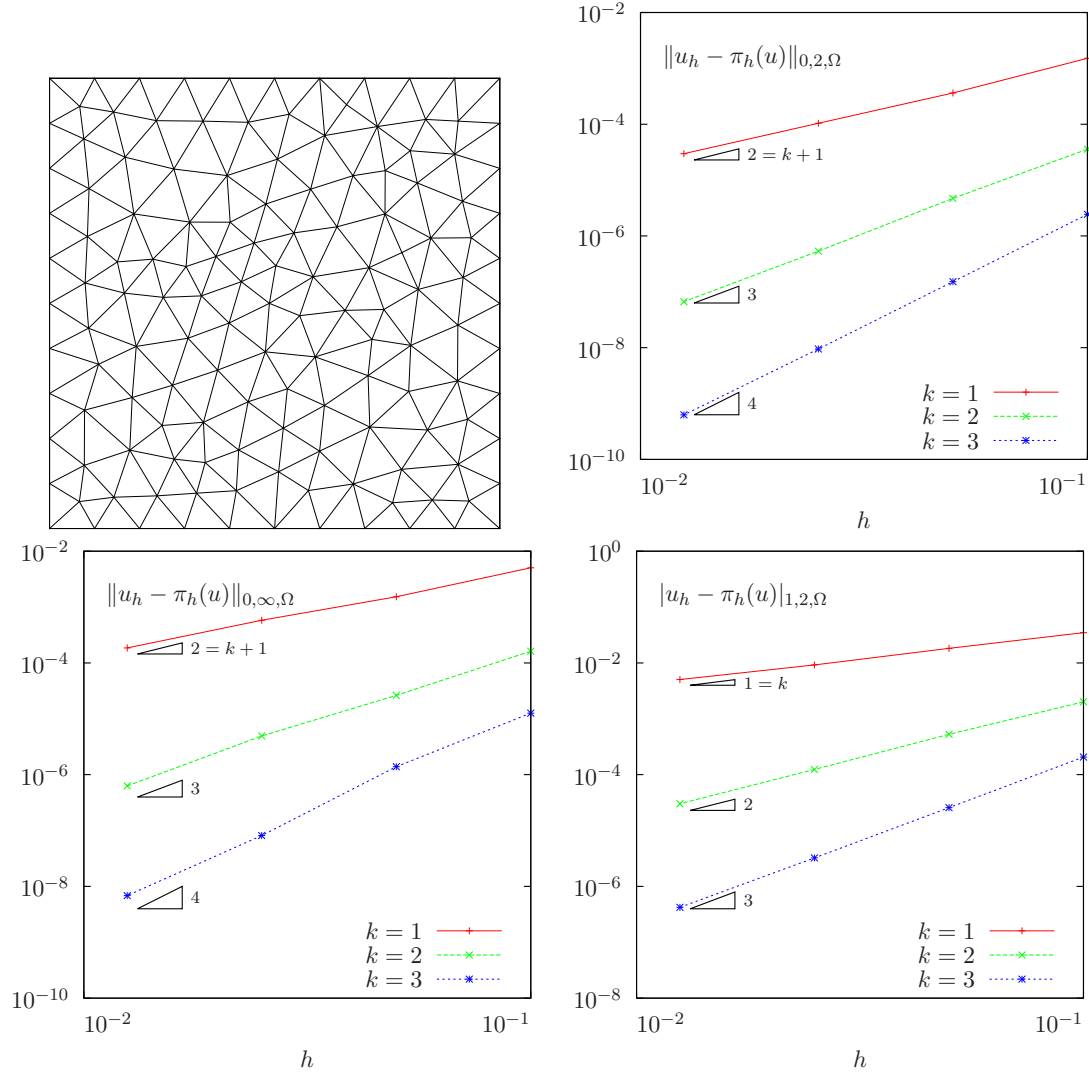 10⁻²
‖u_h − π_h(u)‖_{0,2,Ω}
10⁻⁴
2 = k + 1
10⁻⁶
3
10⁻⁸
4
k = 1
k = 2
k = 3
10⁻¹⁰
10⁻² 10⁻¹
h
10⁻²
‖u_h − π_h(u)‖_{0,∞,Ω}
2 = k + 1
10⁻⁴
10⁻⁶
3
10⁻⁸
4
k = 1
k = 2
k = 3
10⁻¹⁰
10⁻² 10⁻¹
h
10⁰
|u_h − π_h(u)|_{1,2,Ω}
10⁻²
1 = k
10⁻⁴
2
10⁻⁶
3
k = 1
k = 2
k = 3
10⁻⁸
10⁻² 10⁻¹
h